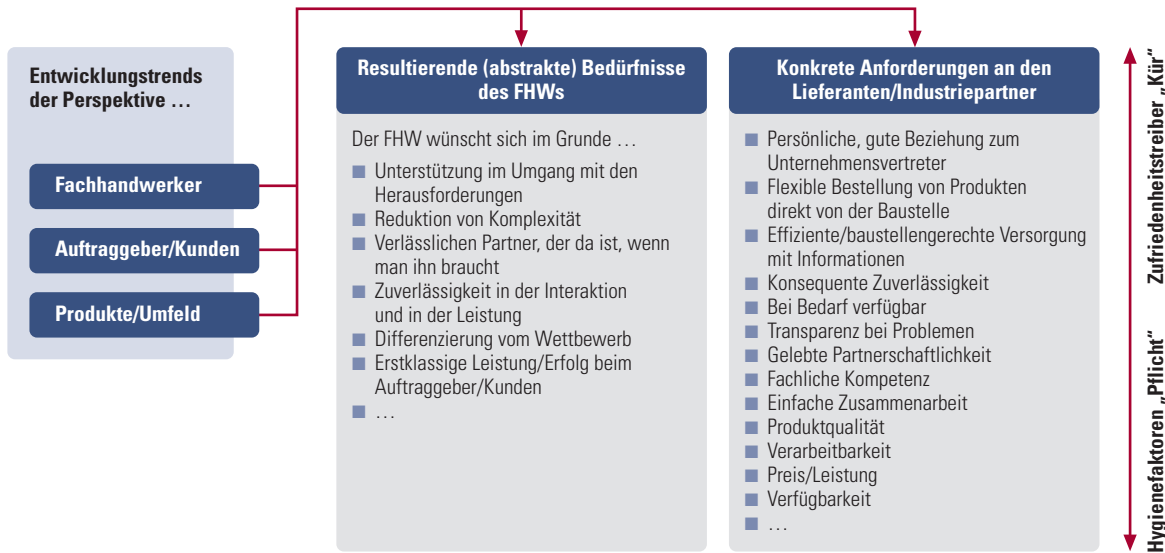 Entwicklungstrends
der Perspektive …
Fachhandwerker
Auftraggeber/Kunden
Produkte/Umfeld
Resultierende (abstrakte) Bedürfnisse
des FHWs
Der FHW wünscht sich im Grunde …
■ Unterstützung im Umgang mit den
Herausforderungen
■ Reduktion von Komplexität
■ Verlässlichen Partner, der da ist, wenn
man ihn braucht
■ Zuverlässigkeit in der Interaktion
und in der Leistung
■ Differenzierung vom Wettbewerb
■ Erstklassige Leistung/Erfolg beim
Auftraggeber/Kunden
■ …
Konkrete Anforderungen an den
Lieferanten/Industriepartner
■ Persönliche, gute Beziehung zum
Unternehmensvertreter
■ Flexible Bestellung von Produkten
direkt von der Baustelle
■ Effiziente/baustellengerechte Versorgung
mit Informationen
■ Konsequente Zuverlässigkeit
■ Bei Bedarf verfügbar
■ Transparenz bei Problemen
■ Gelebte Partnerschaftlichkeit
■ Fachliche Kompetenz
■ Einfache Zusammenarbeit
■ Produktqualität
■ Verarbeitbarkeit
■ Preis/Leistung
■ Verfügbarkeit
■ …
Hygienefaktoren „Pflicht“ Zufriedenheitstreiber „Kür“